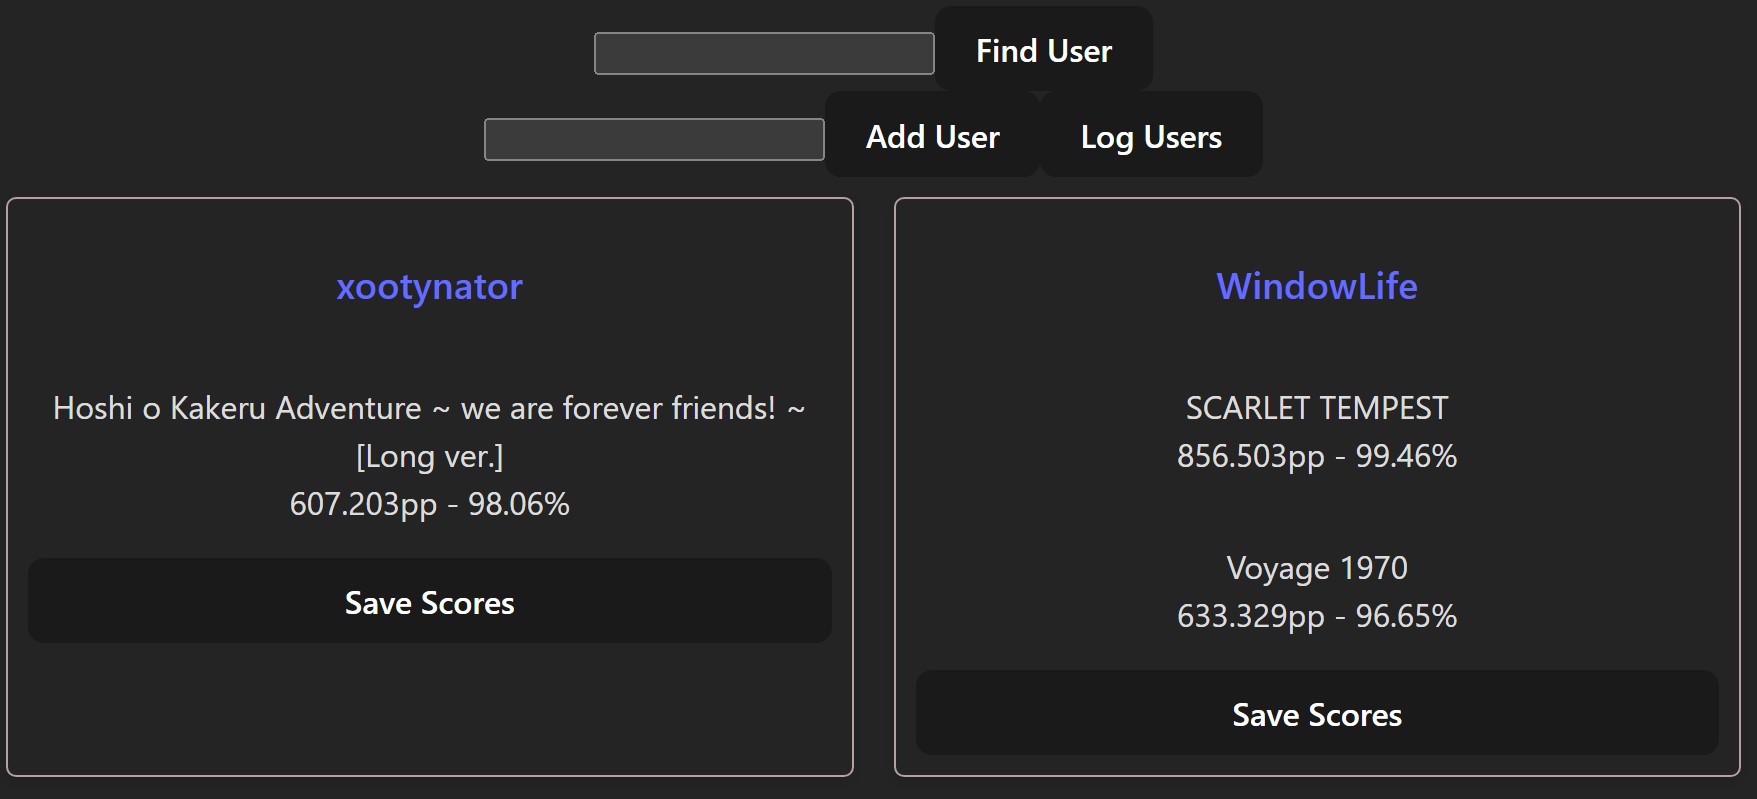 Find User
Add User
Log Users
xootynator
Hoshi o Kakeru Adventure ~ we are forever friends! ~
[Long ver.]
607.203pp - 98.06%
Save Scores
WindowLife
SCARLET TEMPEST
856.503pp - 99.46%
Voyage 1970
633.329pp - 96.65%
Save Scores